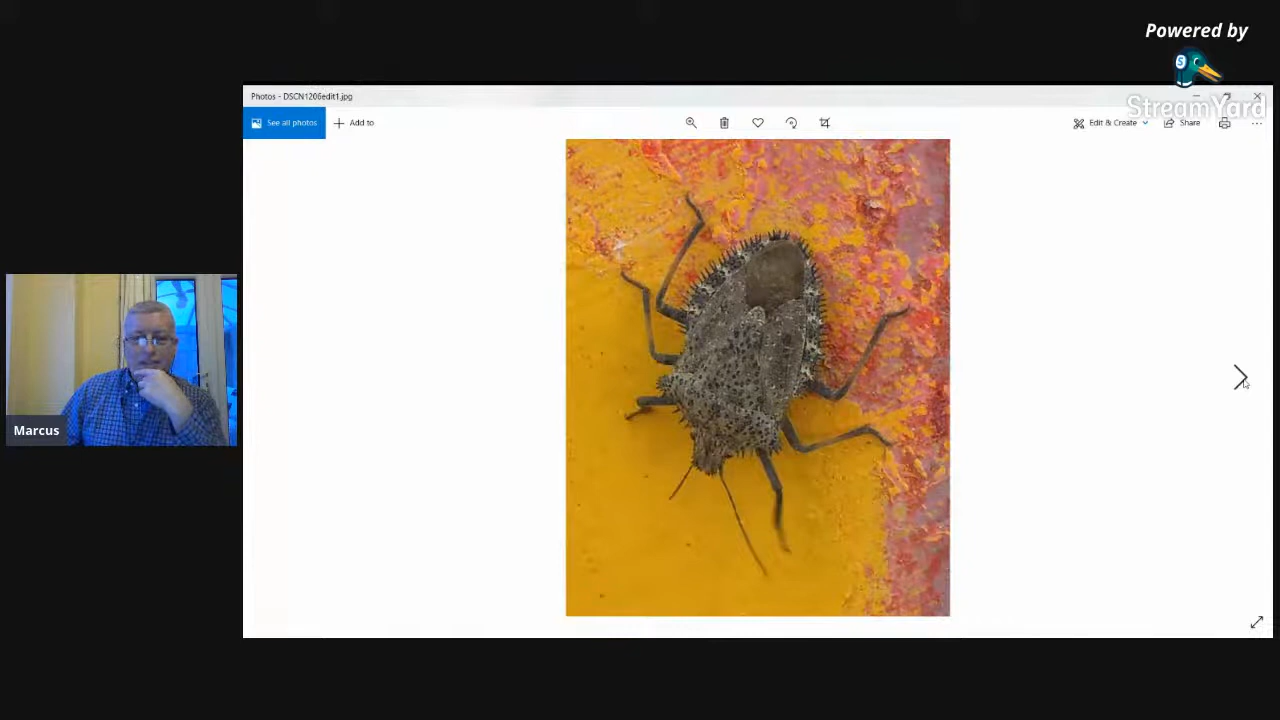 Powered by
StreamYard
Photos - DSCN1206edit1.jpg
See all photos
Add to
Edit & Create
Share
Marcus